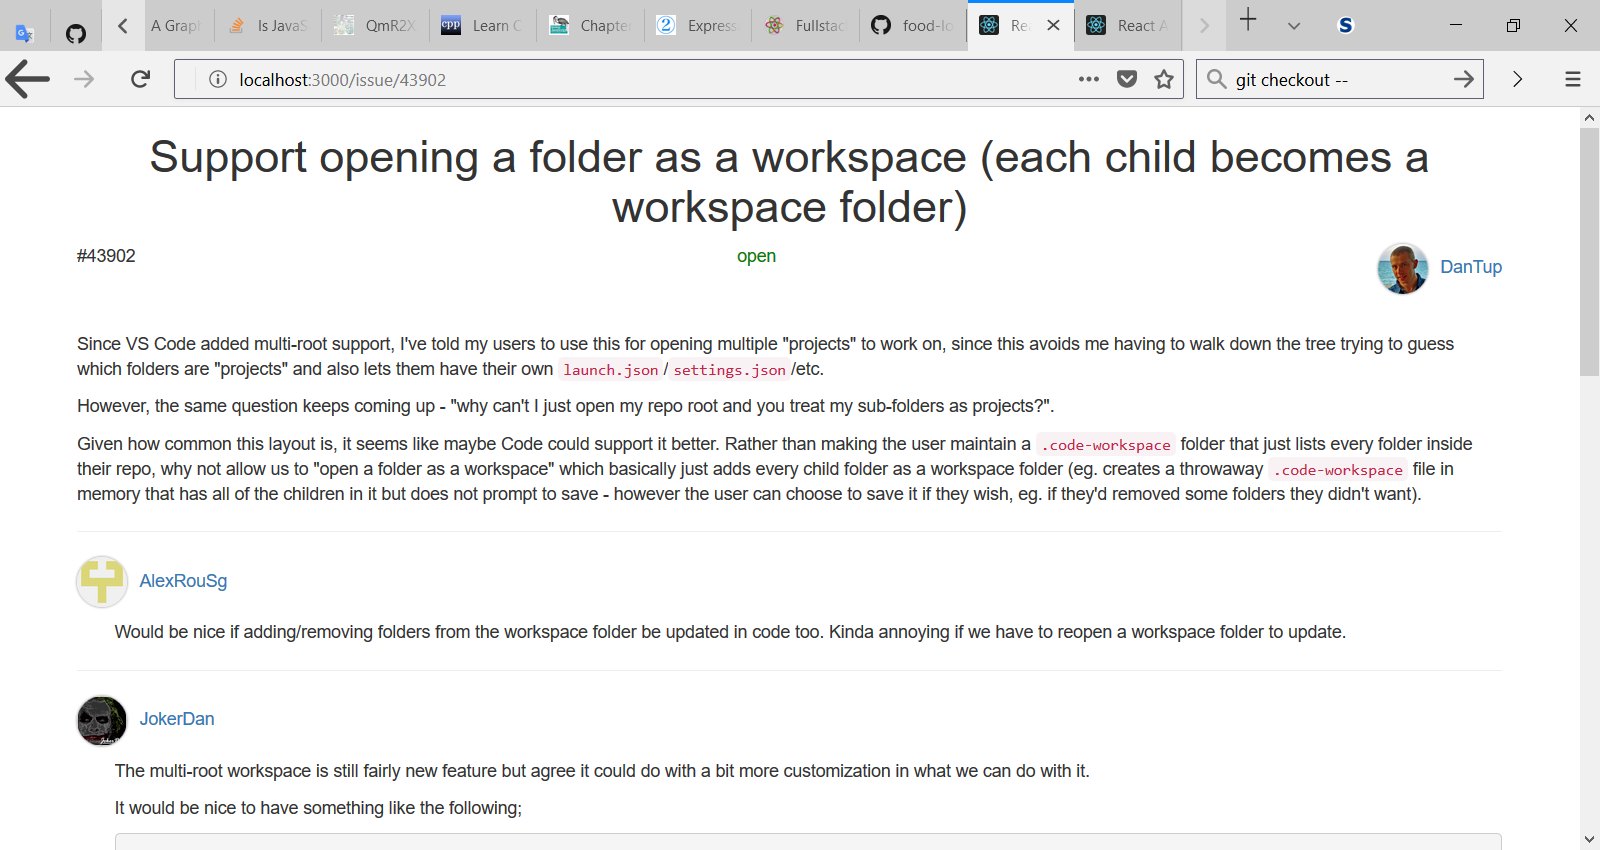 A Grap
Is JavaS
QmR2X
cpp
Learn C
Chapte
2
Express
Fullstac
food-lo
Re
React A
S
localhost:3000/issue/43902
git checkout --
Support opening a folder as a workspace (each child becomes a
workspace folder)
#43902
open
DanTup
Since VS Code added multi-root support, I've told my users to use this for opening multiple "projects" to work on, since this avoids me having to walk down the tree trying to guess
which folders are "projects" and also lets them have their own launch.json / settings.json /etc.
However, the same question keeps coming up - "why can't I just open my repo root and you treat my sub-folders as projects?".
Given how common this layout is, it seems like maybe Code could support it better. Rather than making the user maintain a .code-workspace folder that just lists every folder inside
their repo, why not allow us to "open a folder as a workspace" which basically just adds every child folder as a workspace folder (eg. creates a throwaway .code-workspace file in
memory that has all of the children in it but does not prompt to save - however the user can choose to save it if they wish, eg. if they'd removed some folders they didn't want).
AlexRouSg
Would be nice if adding/removing folders from the workspace folder be updated in code too. Kinda annoying if we have to reopen a workspace folder to update.
JokerDan
The multi-root workspace is still fairly new feature but agree it could do with a bit more customization in what we can do with it.
It would be nice to have something like the following;